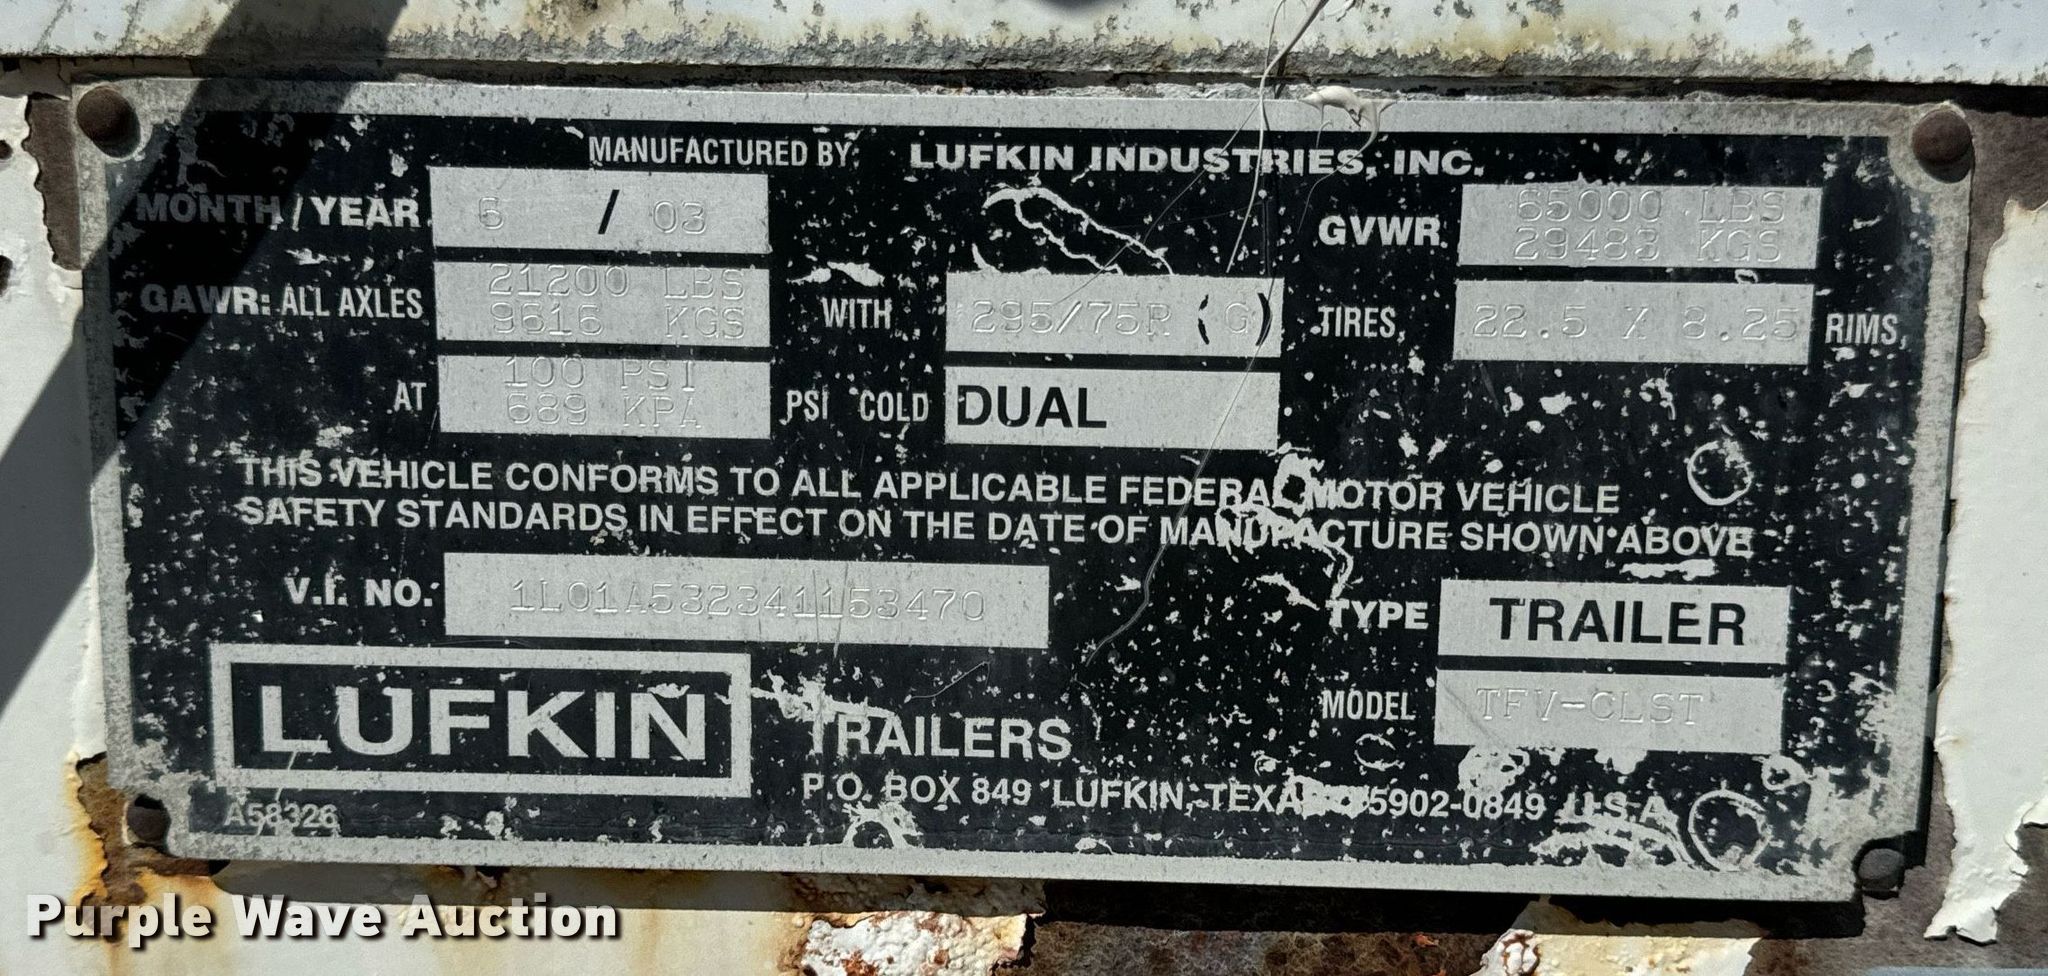 MANUFACTURED BY: LUFKIN INDUSTRIES, INC.
MONTH/YEAR 6 / 03 GVWR 65000 LBS 29483 KGS
GAWR: ALL AXLES 21200 LBS 9616 KGS WITH 295/75R (G) TIRES, 22.5 X 8.25 RIMS,
AT 100 PSI 689 KPA PSI COLD DUAL
THIS VEHICLE CONFORMS TO ALL APPLICABLE FEDERAL MOTOR VEHICLE
SAFETY STANDARDS IN EFFECT ON THE DATE OF MANUFACTURE SHOWN ABOVE
V.I. NO. 1L01A532341153470 TYPE TRAILER
MODEL TFV-CLST
LUFKIN TRAILERS
P.O. BOX 849 LUFKIN, TEXAS 75902-0849 U.S.A.
A58326
Purple Wave Auction